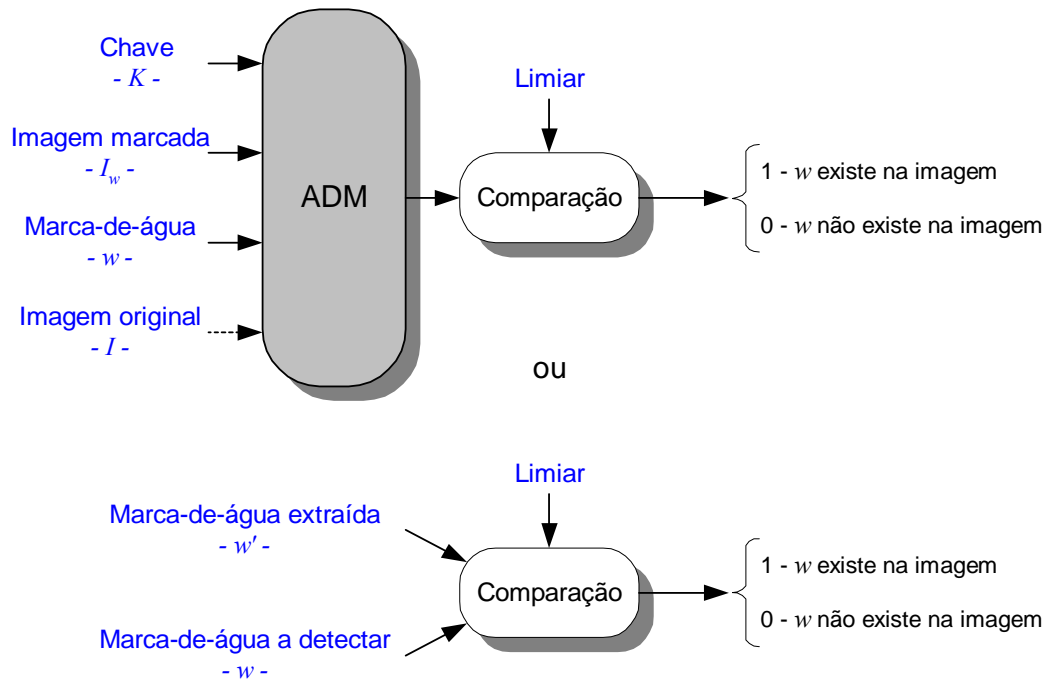 Chave
- K -
Imagem marcada
- I_w -
Marca-de-água
- w -
Imagem original
- I -
ADM
Limiar
Comparação
1 - w existe na imagem
0 - w não existe na imagem
ou
Marca-de-água extraída
- w' -
Marca-de-água a detectar
- w -
Limiar
Comparação
1 - w existe na imagem
0 - w não existe na imagem